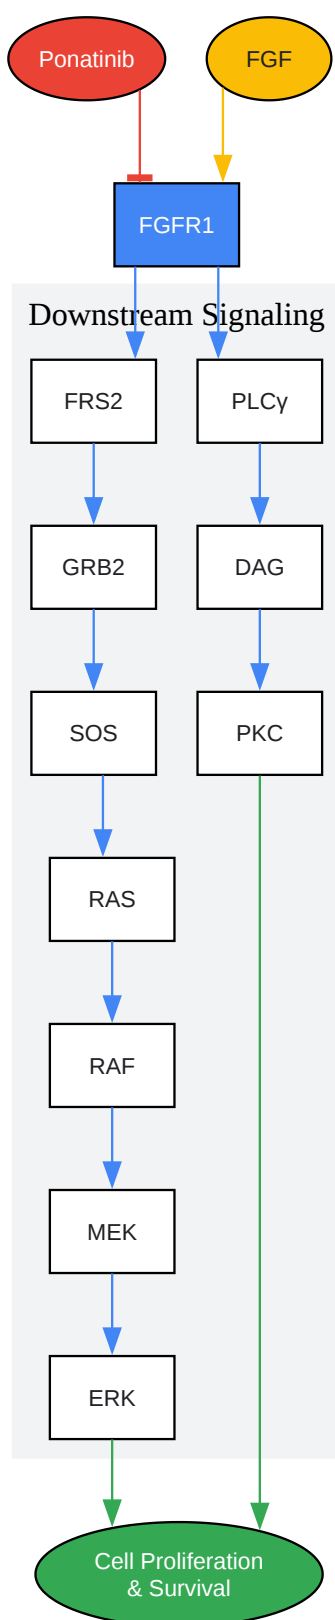 Ponatinib
FGF
FGFR1
Downstream Signaling
FRS2
PLCγ
GRB2
DAG
SOS
PKC
RAS
RAF
MEK
ERK
Cell Proliferation
& Survival